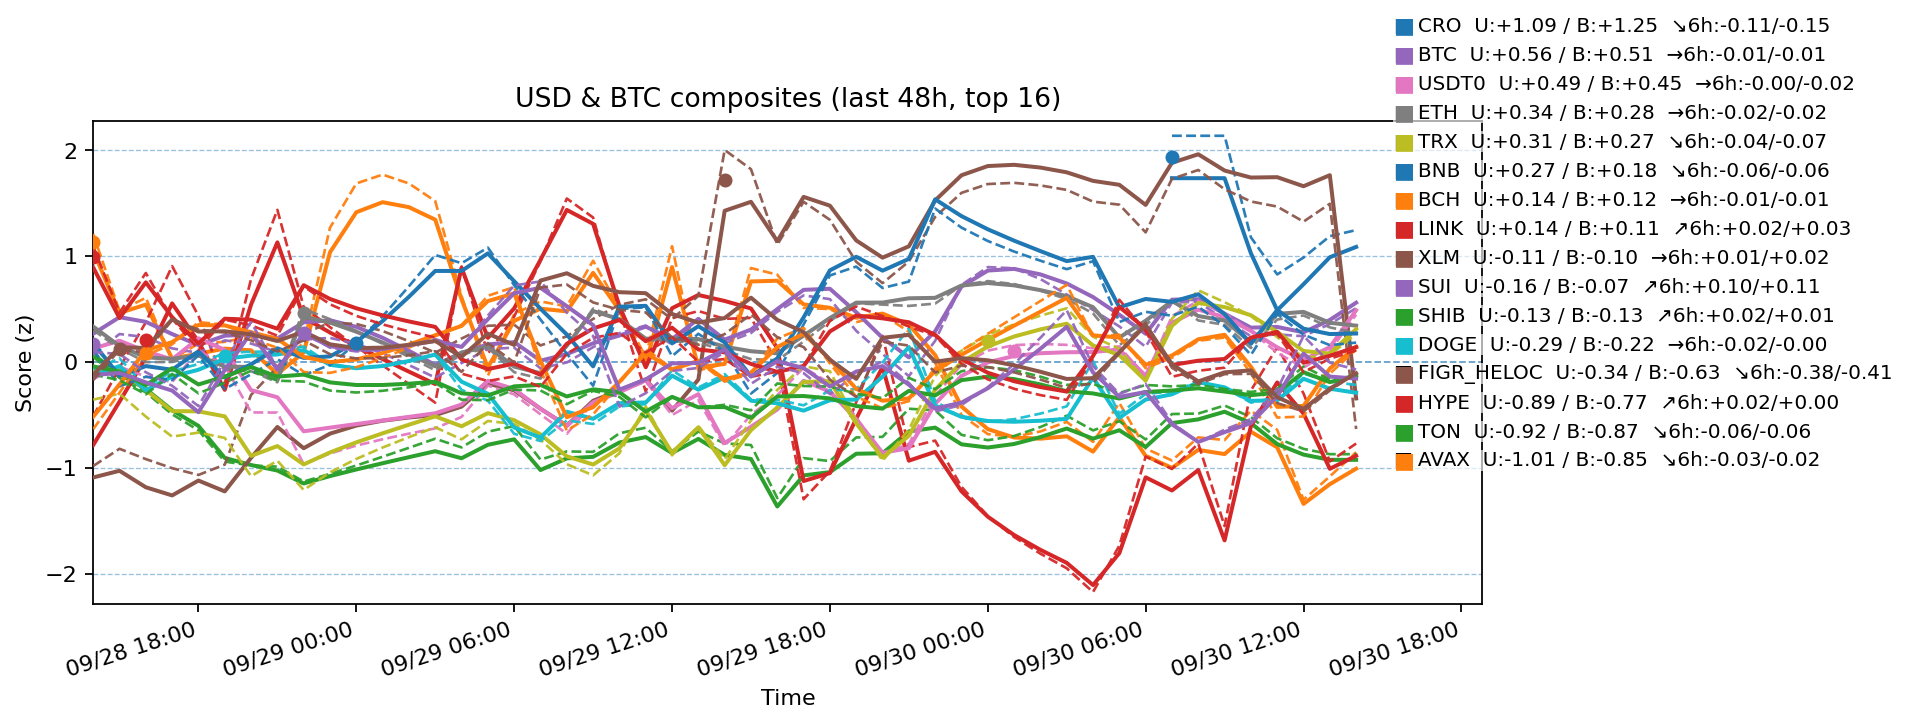 USD & BTC composites (last 48h, top 16)
CRO U:+1.09 / B:+1.25 ↘6h:-0.11/-0.15
BTC U:+0.56 / B:+0.51 →6h:-0.01/-0.01
USDT0 U:+0.49 / B:+0.45 →6h:-0.00/-0.02
ETH U:+0.34 / B:+0.28 →6h:-0.02/-0.02
TRX U:+0.31 / B:+0.27 ↘6h:-0.04/-0.07
BNB U:+0.27 / B:+0.18 ↘6h:-0.06/-0.06
BCH U:+0.14 / B:+0.12 →6h:-0.01/-0.01
LINK U:+0.14 / B:+0.11 ↗6h:+0.02/+0.03
XLM U:-0.11 / B:-0.10 →6h:+0.01/+0.02
SUI U:-0.16 / B:-0.07 ↗6h:+0.10/+0.11
SHIB U:-0.13 / B:-0.13 ↗6h:+0.02/+0.01
DOGE U:-0.29 / B:-0.22 →6h:-0.02/-0.00
FIGR_HELOC U:-0.34 / B:-0.63 ↘6h:-0.38/-0.41
HYPE U:-0.89 / B:-0.77 ↗6h:+0.02/+0.00
TON U:-0.92 / B:-0.87 ↘6h:-0.06/-0.06
AVAX U:-1.01 / B:-0.85 ↘6h:-0.03/-0.02
Score (z)
2
1
0
−1
−2
09/28 18:00
09/29 00:00
09/29 06:00
09/29 12:00
09/29 18:00
09/30 00:00
09/30 06:00
09/30 12:00
09/30 18:00
Time